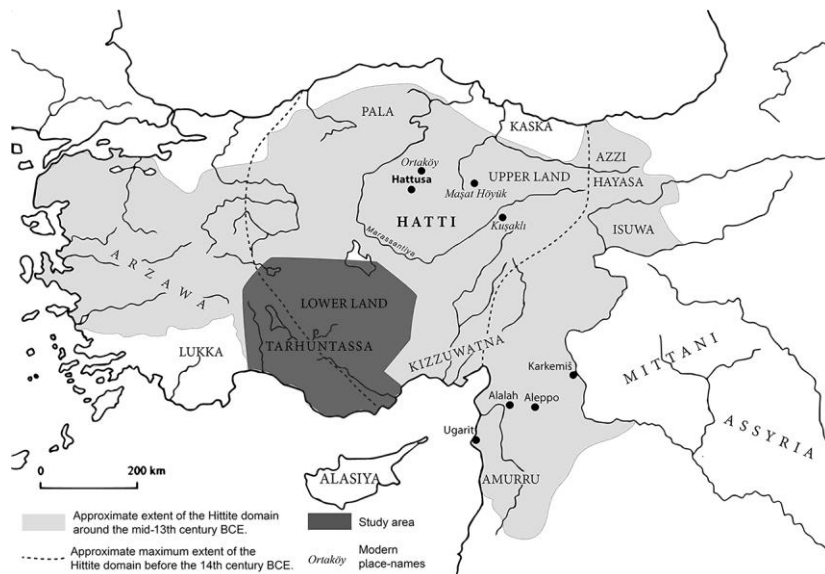 PALA
KASKA
AZZI
Ortaköy
UPPER LAND
HAYASA
Hattusa
Maşat Höyük
HATTI
Kuşaklı
ISUWA
Marassantiya
ARZAWA
LOWER LAND
TARHUNTASSA
LUKKA
KIZZUWATNA
MITTANI
Karkemiš
Alalah
Aleppo
ASSYRIA
Ugarit
0
200 km
ALASIYA
AMURRU
Approximate extent of the Hittite domain
around the mid-13th century BCE.
Study area
Approximate maximum extent of the
Hittite domain before the 14th century BCE.
Ortaköy
Modern
place-names